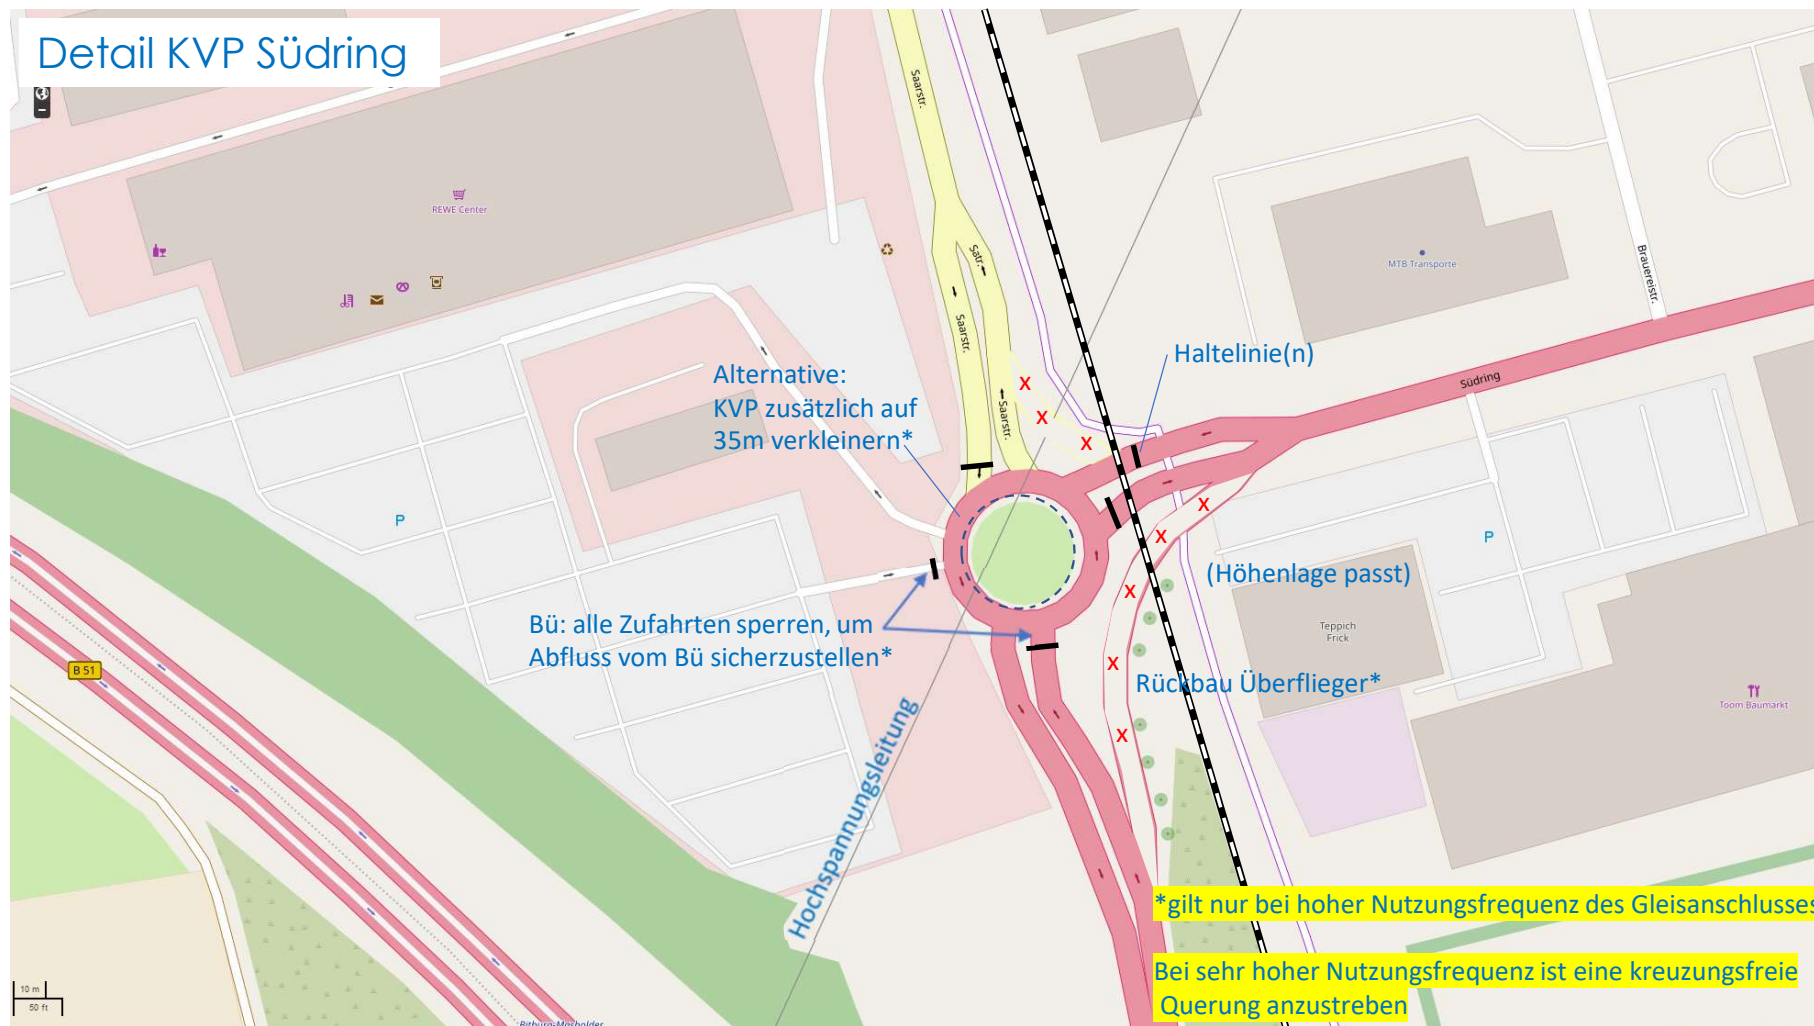 Detail KVP Südring
Saarstr.
REWE Center
Satr.
Saarstr.
Saarstr.
MTB Transporte
Brauereistr.
Haltelinie(n)
Südring
Alternative:
KVP zusätzlich auf
35m verkleinern*
X
X
X
X
X
X
X
X
P
P
(Höhenlage passt)
Bü: alle Zufahrten sperren, um
Abfluss vom Bü sicherzustellen*
Teppich
Frick
Rückbau Überflieger*
B 51
Toom Baumarkt
Hochspannungsleitung
*gilt nur bei hoher Nutzungsfrequenz des Gleisanschlusses
Bei sehr hoher Nutzungsfrequenz ist eine kreuzungsfreie
Querung anzustreben
10 m
50 ft